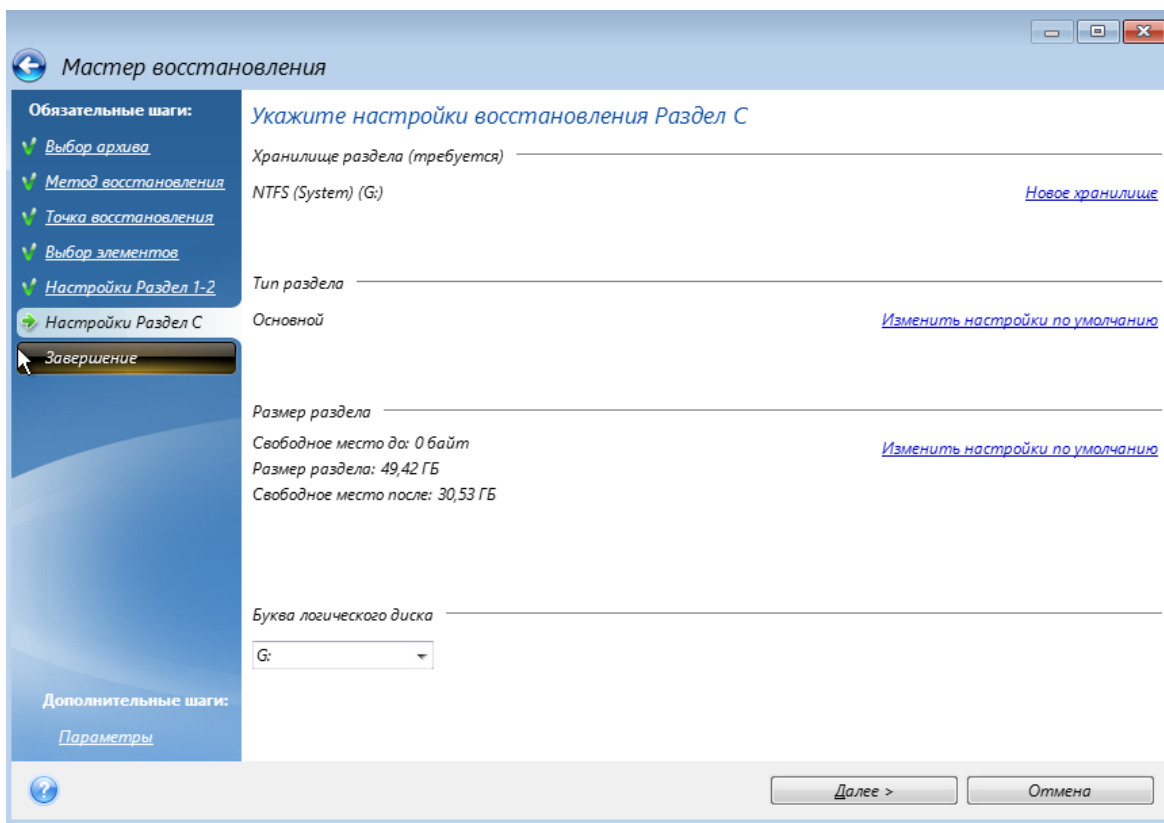 Мастер восстановления
Обязательные шаги:
Выбор архива
Метод восстановления
Точка восстановления
Выбор элементов
Настройки Раздел 1-2
Настройки Раздел C
Завершение
Дополнительные шаги:
Параметры
Укажите настройки восстановления Раздел C
Хранилище раздела (требуется)
NTFS (System) (G:) Новое хранилище
Тип раздела
Основной Изменить настройки по умолчанию
Размер раздела
Свободное место до: 0 байт Изменить настройки по умолчанию
Размер раздела: 49,42 ГБ
Свободное место после: 30,53 ГБ
Буква логического диска
G:
? Далее > Отмена